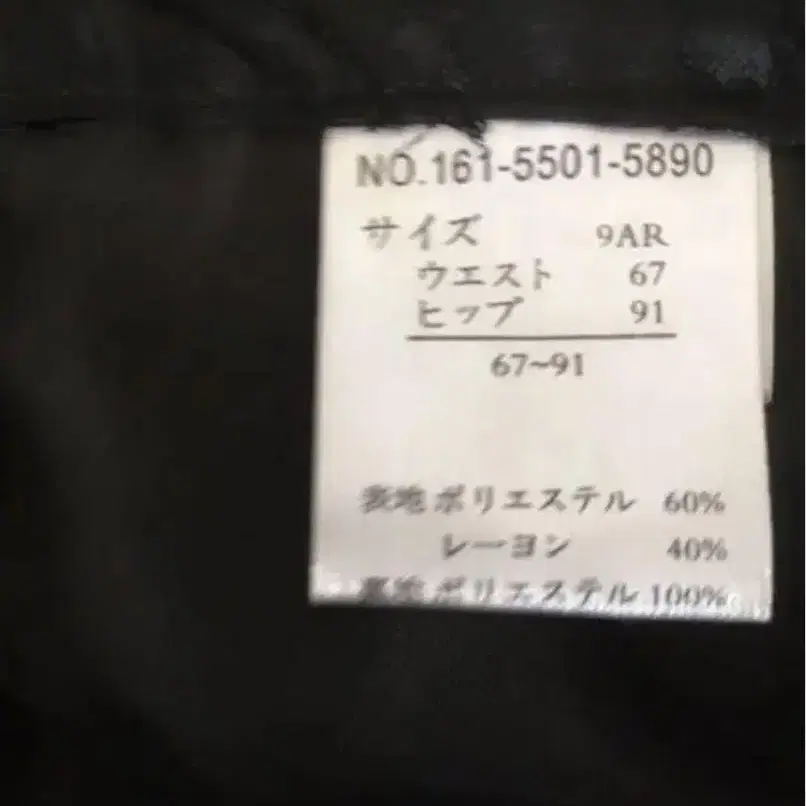 NO.161-5501-5890
サイズ 9AR
ウエスト 67
ヒップ 91
67~91
表地 ポリエステル 60%
レーヨン 40%
裏地 ポリエステル 100%